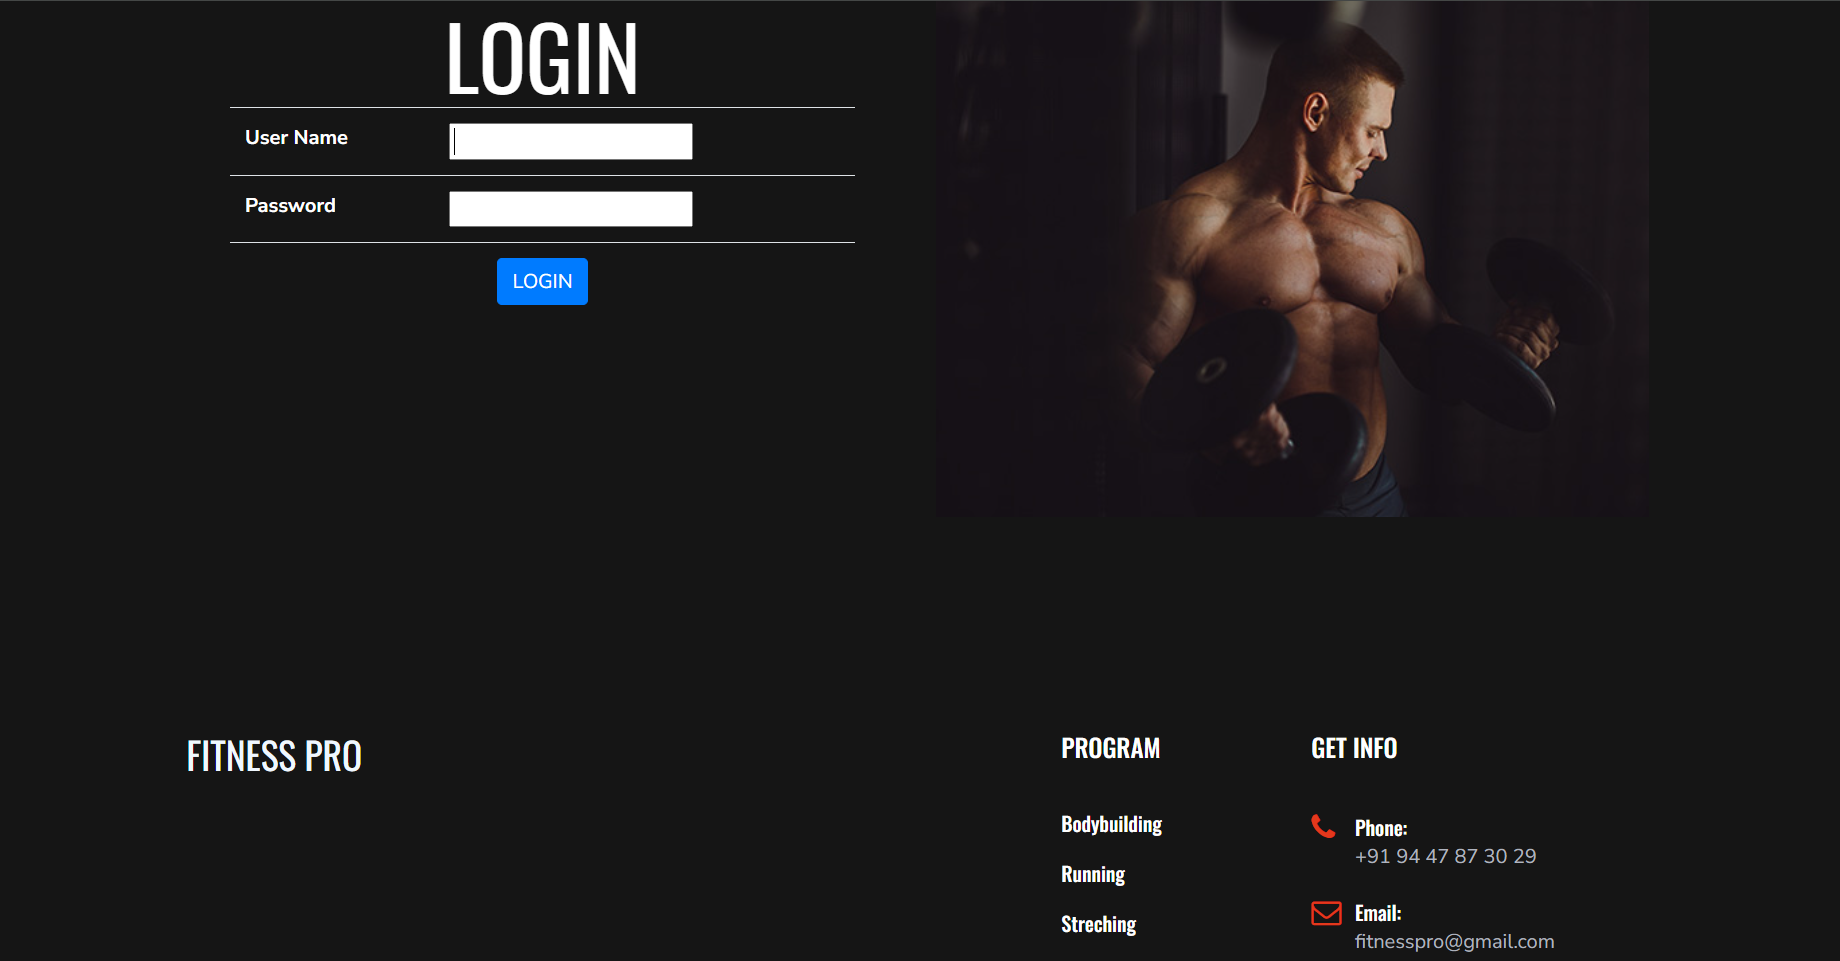 LOGIN
User Name
Password
LOGIN
FITNESS PRO
PROGRAM
Bodybuilding
Running
Streching
GET INFO
Phone:
+91 94 47 87 30 29
Email:
fitnesspro@gmail.com